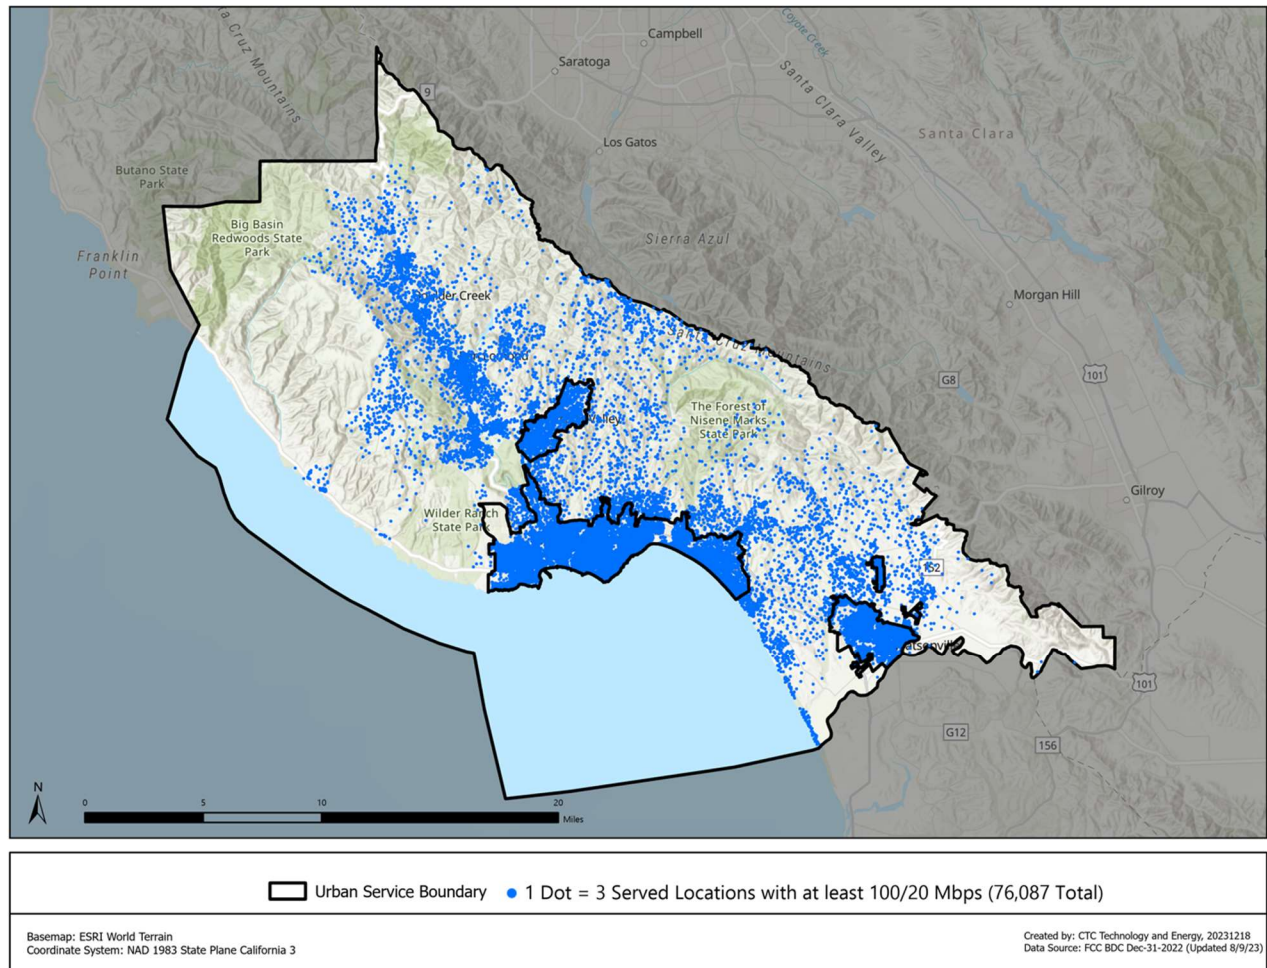 Campbell
Coyote Creek
Saratoga
Cruz Mountains
9
Santa Clara Valley
Santa Clara
Los Gatos
Butano State
Park
Big Basin
Redwoods State
Park
Sierra Azul
Franklin
Point
Morgan Hill
Creek
Mountains
101
G8
The Forest of
Nisene Marks
State Park
Gilroy
Wilder Ranch
State Park
152
101
G12
156
N
0 5 10 20
Miles
Urban Service Boundary
1 Dot = 3 Served Locations with at least 100/20 Mbps (76,087 Total)
Basemap: ESRI World Terrain
Coordinate System: NAD 1983 State Plane California 3
Created by: CTC Technology and Energy, 20231218
Data Source: FCC BDC Dec-31-2022 (Updated 8/9/23)